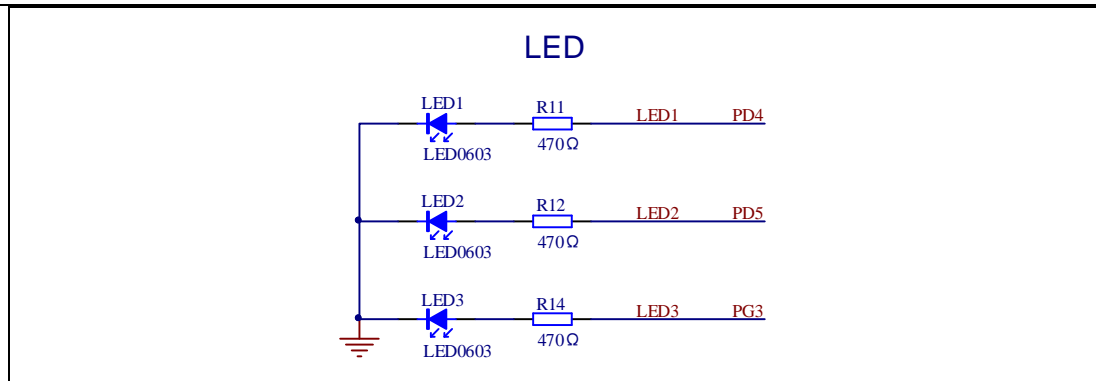 LED
LED1 R11 LED1 PD4
LED0603 470Ω
LED2 R12 LED2 PD5
LED0603 470Ω
LED3 R14 LED3 PG3
LED0603 470Ω